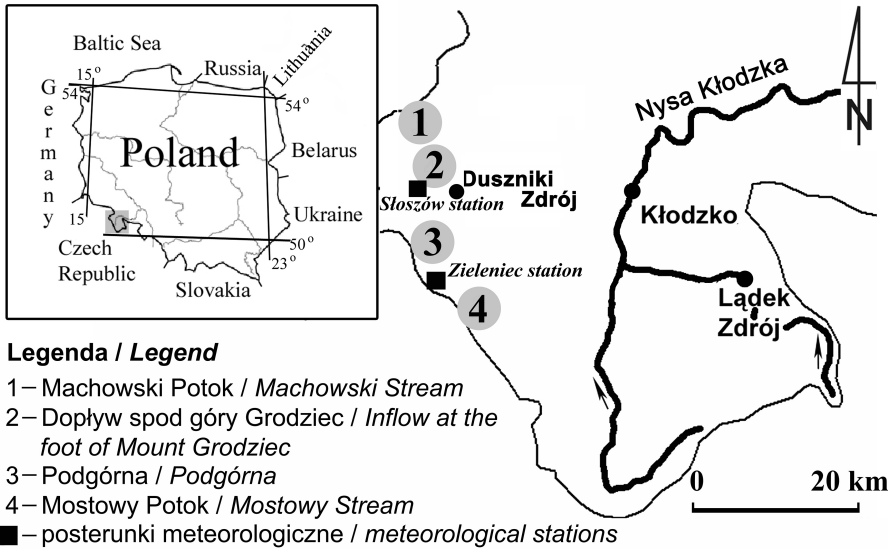 Baltic Sea
Lithuania
Russia
15°
54°
54°
Germany
Poland
Belarus
Ukraine
15
50°
23°
Czech
Republic
Slovakia
Nysa Kłodzka
N
1
2
Duszniki
Zdrój
Słoszów station
Kłodzko
3
Zieleniec station
4
Lądek
Zdrój
Legenda / Legend
1 – Machowski Potok / Machowski Stream
2 – Dopływ spod góry Grodziec / Inflow at the
foot of Mount Grodziec
3 – Podgórna / Podgórna
4 – Mostowy Potok / Mostowy Stream
– posterunki meteorologiczne / meteorological stations
0 20 km